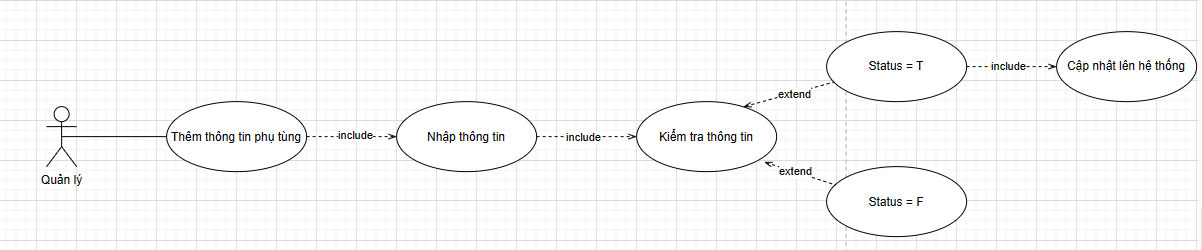 Quản lý
Thêm thông tin phụ tùng
include
Nhập thông tin
include
Kiểm tra thông tin
extend
Status = T
include
Cập nhật lên hệ thống
extend
Status = F